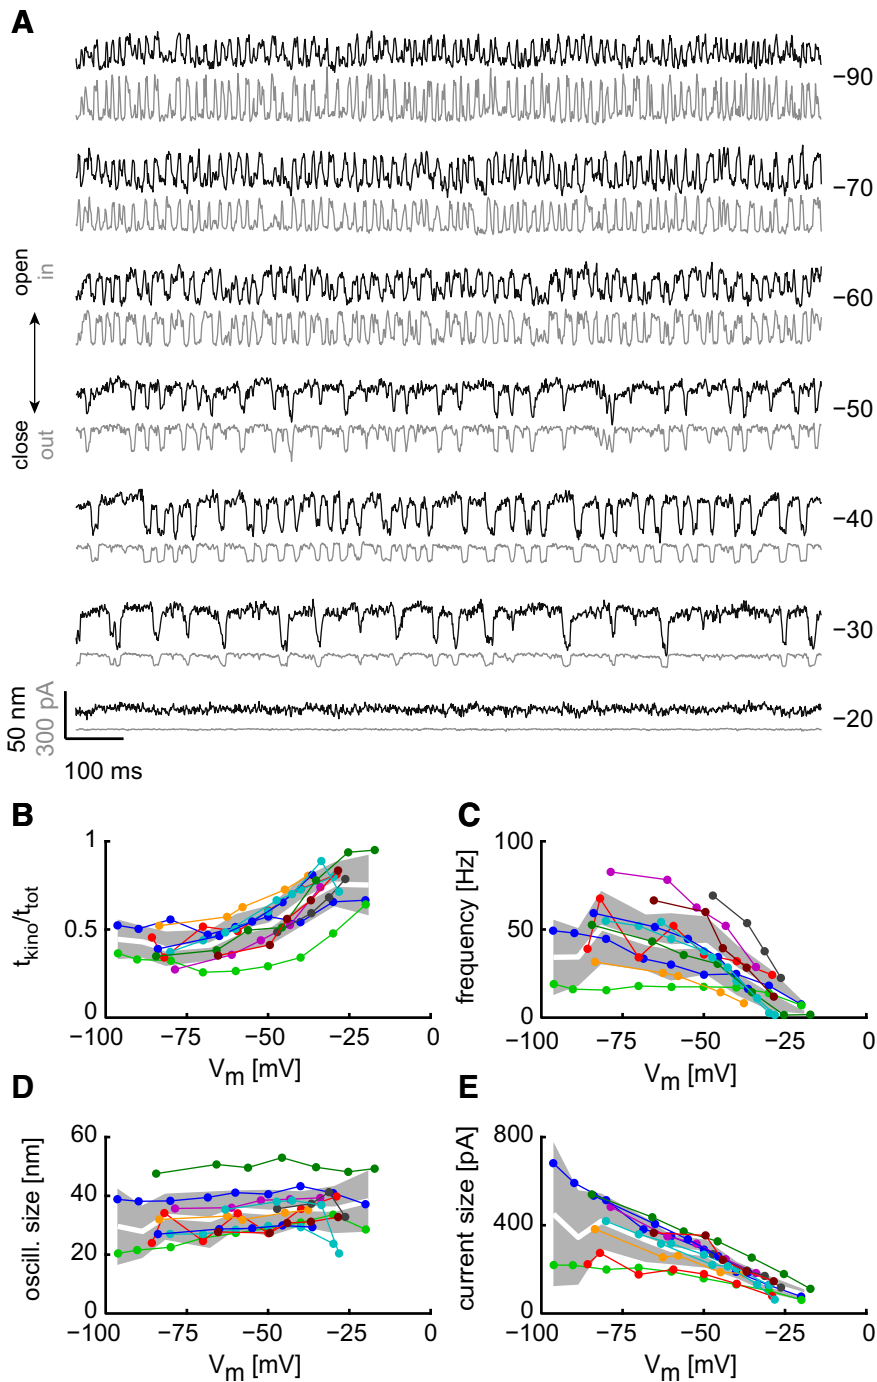 A
−90
−70
open
in
−60
close
out
−50
−40
−30
50 nm
300 pA
−20
100 ms
B
1
0.5
0
t_kino/t_tot
−100 −75 −50 −25 0
V_m [mV]
C
100
50
0
frequency [Hz]
−100 −75 −50 −25 0
V_m [mV]
D
60
40
20
0
oscill. size [nm]
−100 −75 −50 −25 0
V_m [mV]
E
800
400
0
current size [pA]
−100 −75 −50 −25 0
V_m [mV]